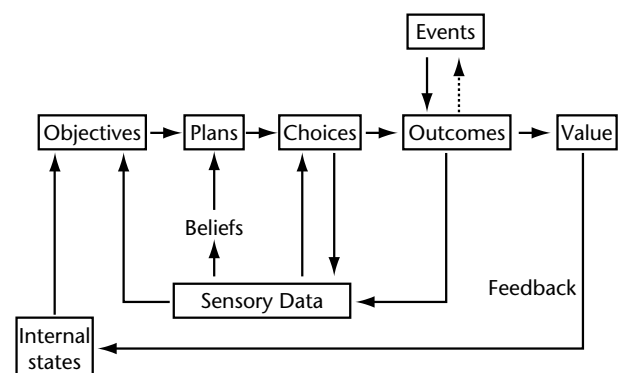 Events
Objectives Plans Choices Outcomes Value
Beliefs
Sensory Data
Feedback
Internal
states